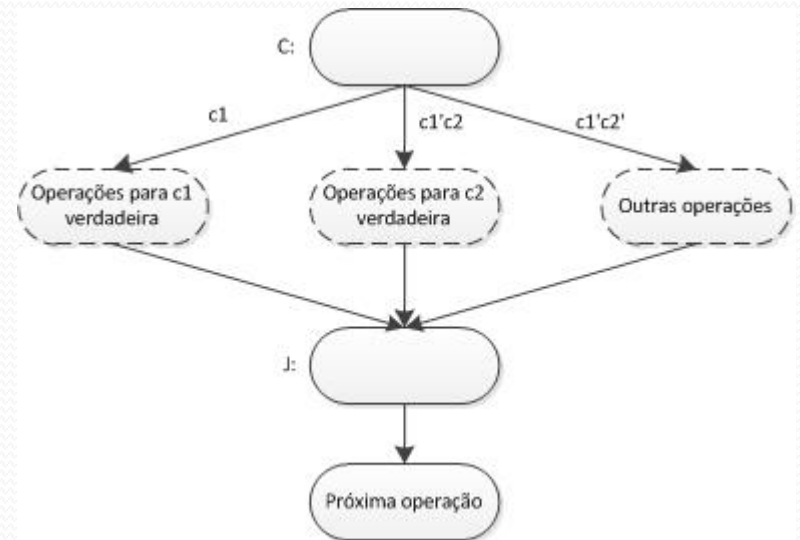 C:
c1
c1'c2
c1'c2'
Operações para c1
verdadeira
Operações para c2
verdadeira
Outras operações
J:
Próxima operação